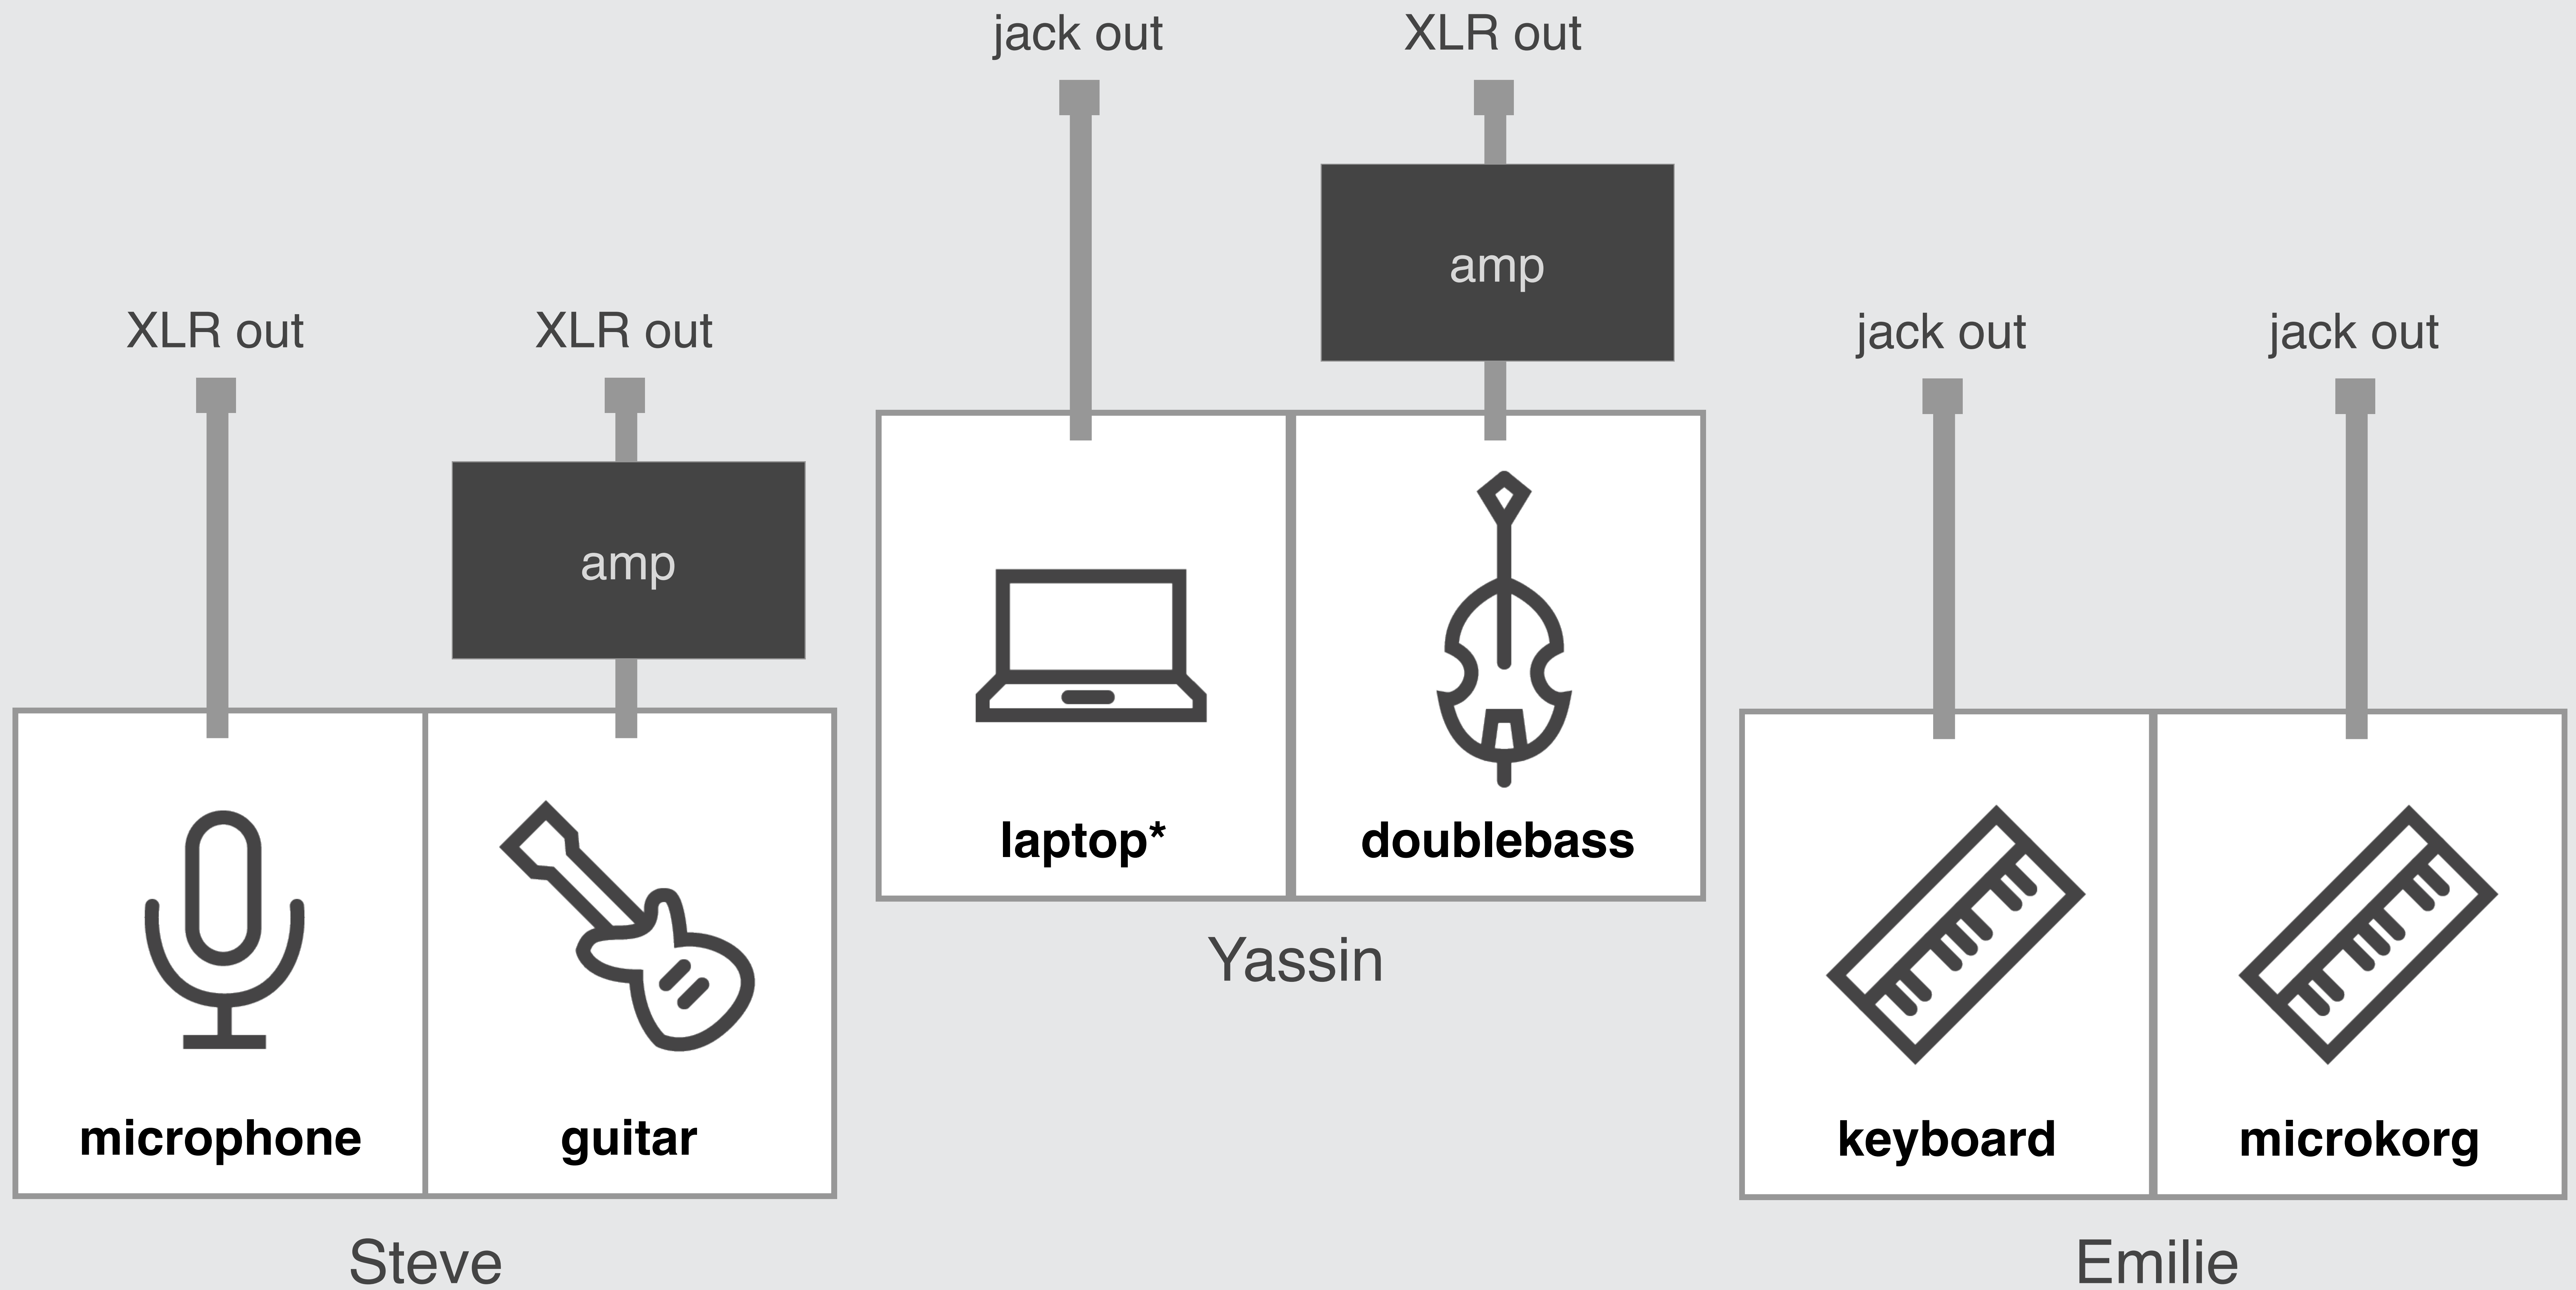 jack out
XLR out
amp
XLR out
XLR out
amp
jack out
jack out
laptop*
doublebass
Yassin
microphone
guitar
keyboard
microkorg
Steve
Emilie